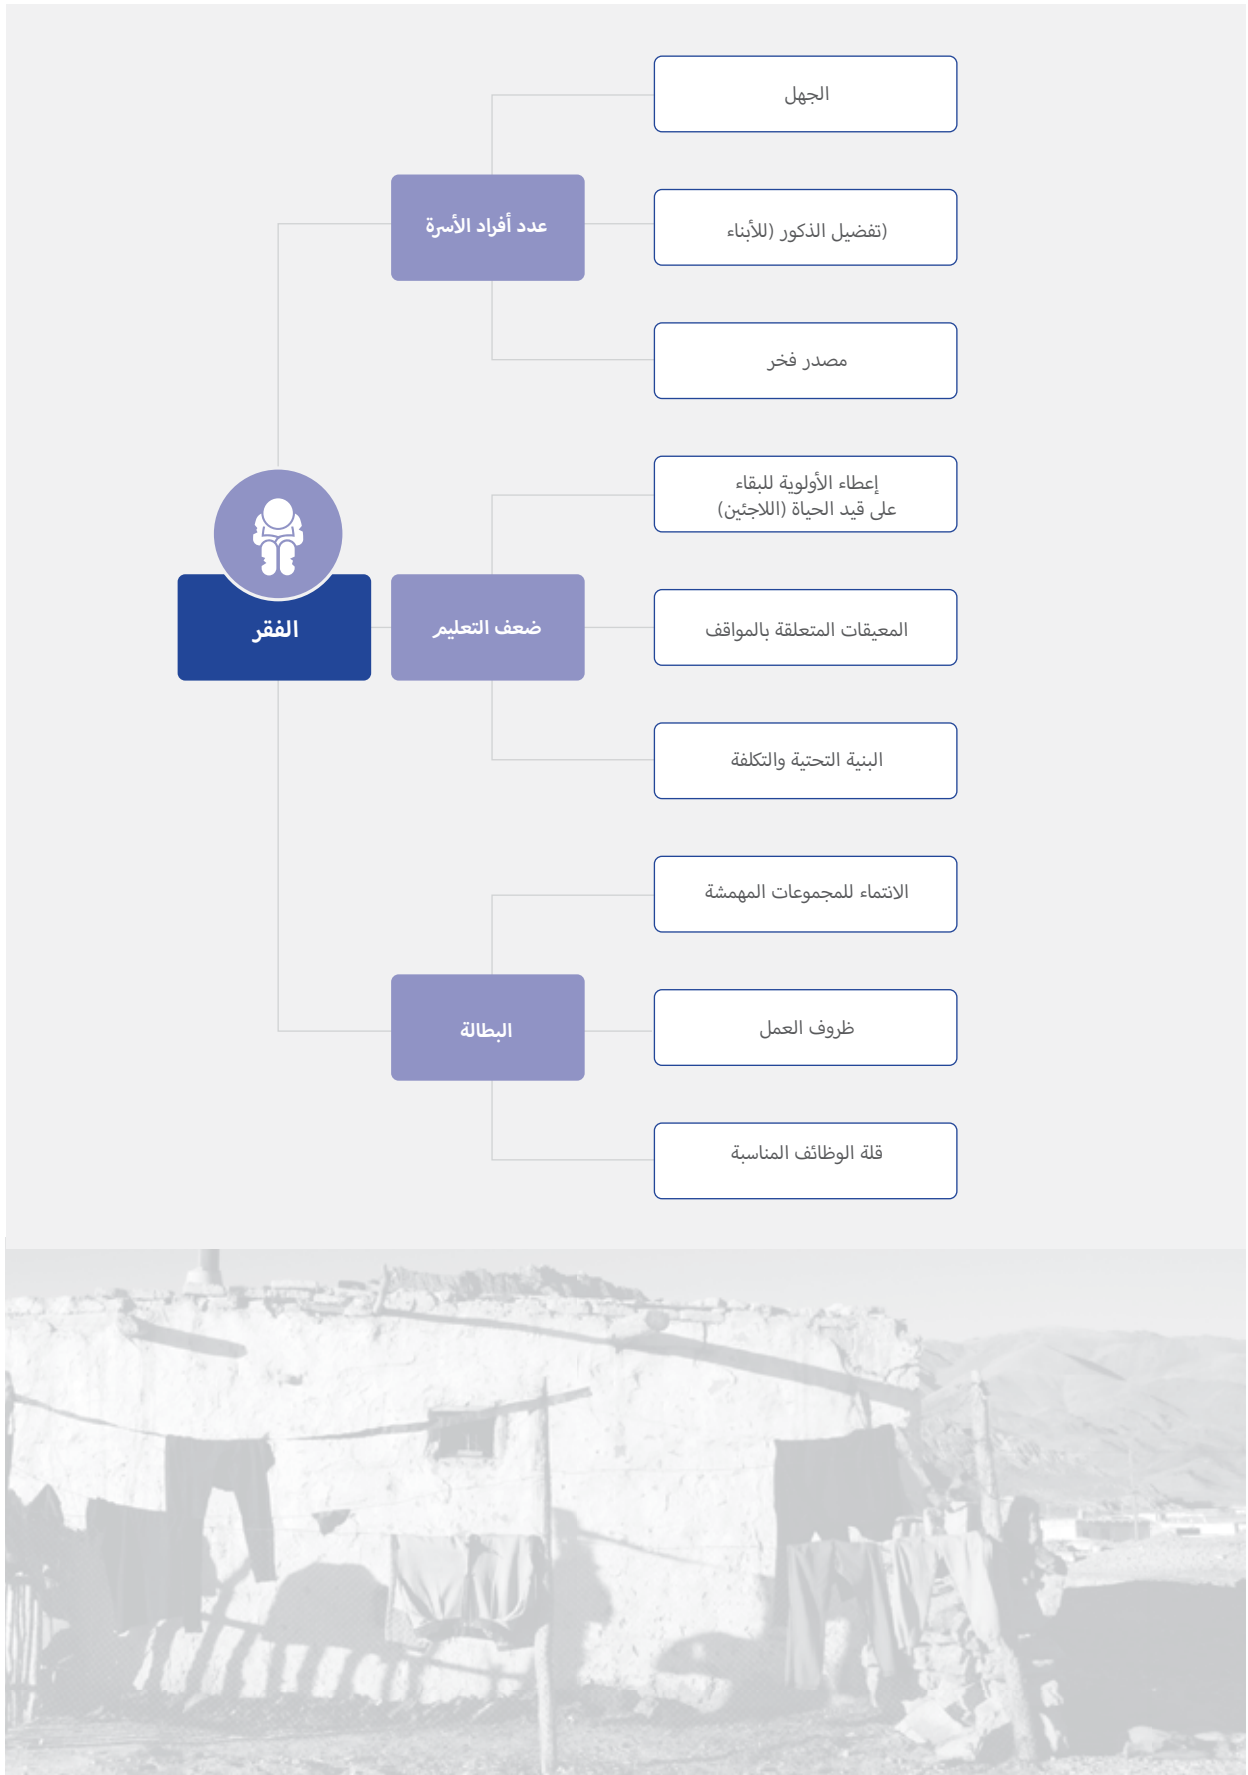 الجهل
عدد أفراد الأسرة
(تفضيل الذكور (للأبناء
مصدر فخر
إعطاء الأولوية للبقاء
على قيد الحياة (اللاجئين)
الفقر
ضعف التعليم
المعيقات المتعلقة بالمواقف
البنية التحتية والتكلفة
الانتماء للمجموعات المهمشة
البطالة
ظروف العمل
قلة الوظائف المناسبة